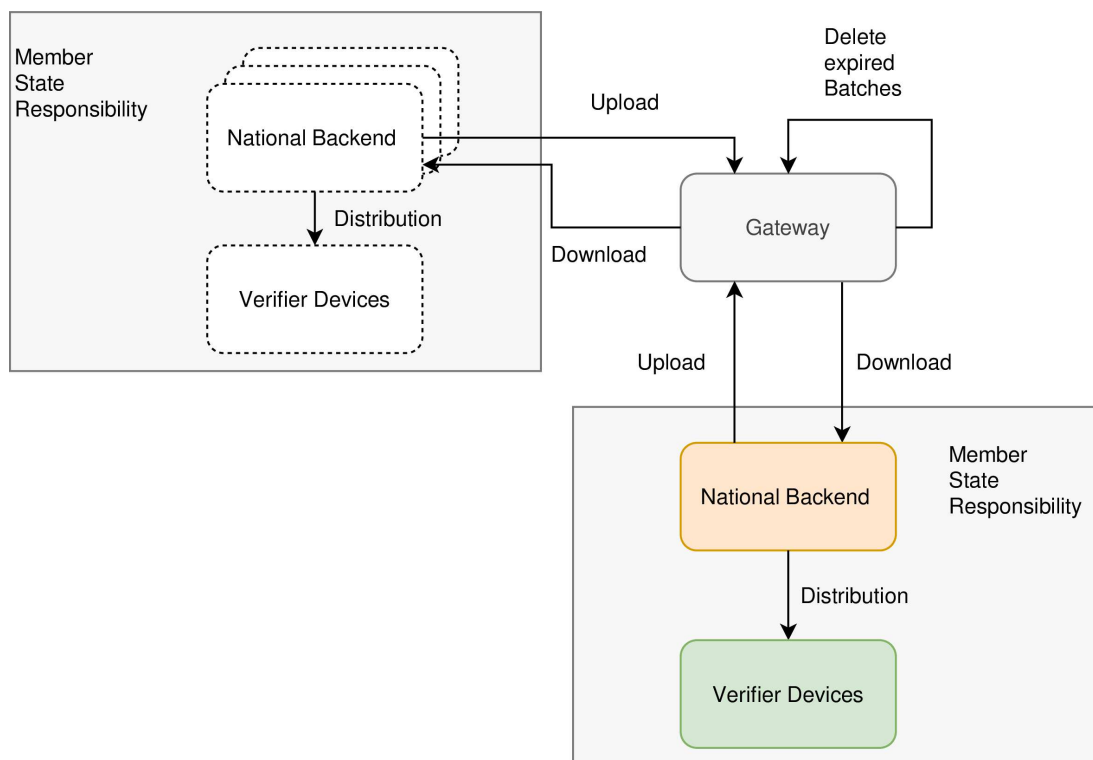 Member
State
Responsibility
National Backend
Distribution
Verifier Devices
Upload
Download
Delete
expired
Batches
Gateway
Upload
Download
Member
State
Responsibility
National Backend
Distribution
Verifier Devices